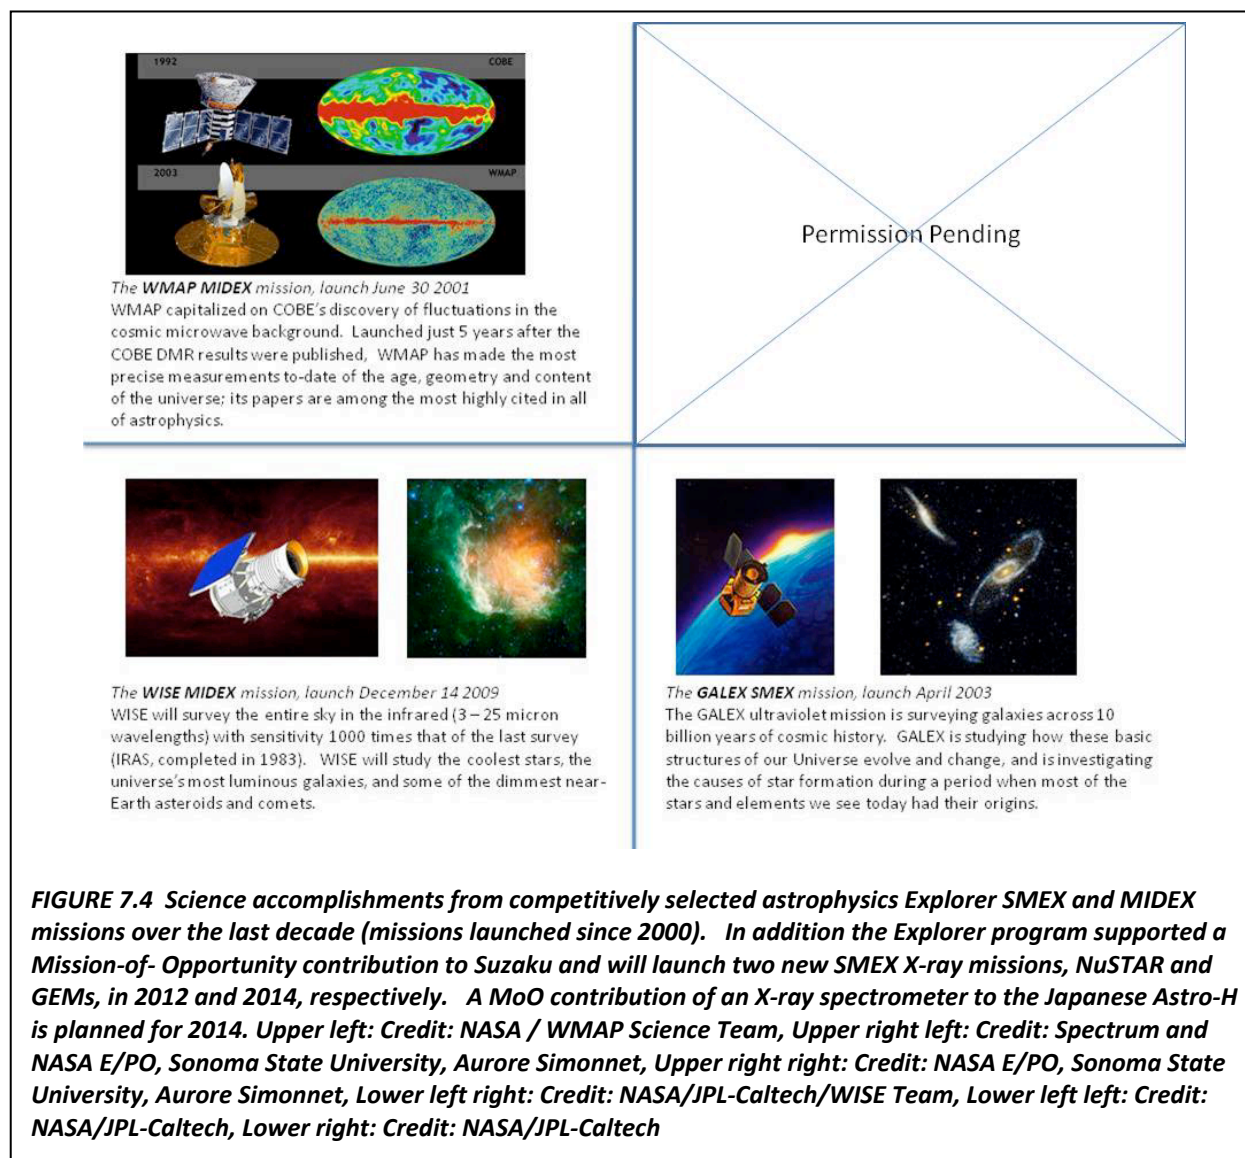 1992 COBE
2003 WMAP
The WMAP MIDEX mission, launch June 30 2001
WMAP capitalized on COBE's discovery of fluctuations in the
cosmic microwave background. Launched just 5 years after the
COBE DMR results were published, WMAP has made the most
precise measurements to-date of the age, geometry and content
of the universe; its papers are among the most highly cited in all
of astrophysics.
Permission Pending
The WISE MIDEX mission, launch December 14 2009
WISE will survey the entire sky in the infrared (3 – 25 micron
wavelengths) with sensitivity 1000 times that of the last survey
(IRAS, completed in 1983). WISE will study the coolest stars, the
universe's most luminous galaxies, and some of the dimmest near-
Earth asteroids and comets.
The GALEX SMEX mission, launch April 2003
The GALEX ultraviolet mission is surveying galaxies across 10
billion years of cosmic history. GALEX is studying how these basic
structures of our Universe evolve and change, and is investigating
the causes of star formation during a period when most of the
stars and elements we see today had their origins.
FIGURE 7.4 Science accomplishments from competitively selected astrophysics Explorer SMEX and MIDEX
missions over the last decade (missions launched since 2000). In addition the Explorer program supported a
Mission-of- Opportunity contribution to Suzaku and will launch two new SMEX X-ray missions, NuSTAR and
GEMs, in 2012 and 2014, respectively. A MoO contribution of an X-ray spectrometer to the Japanese Astro-H
is planned for 2014. Upper left: Credit: NASA / WMAP Science Team, Upper right left: Credit: Spectrum and
NASA E/PO, Sonoma State University, Aurore Simonnet, Upper right right: Credit: NASA E/PO, Sonoma State
University, Aurore Simonnet, Lower left right: Credit: NASA/JPL-Caltech/WISE Team, Lower left left: Credit:
NASA/JPL-Caltech, Lower right: Credit: NASA/JPL-Caltech